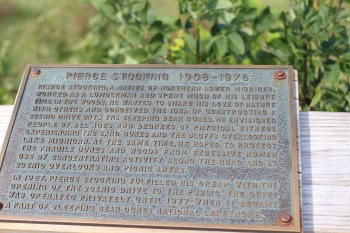 PIERCE STOCKING 1908-1976
PIERCE STOCKING, A NATIVE OF NORTHERN LOWER MICHIGAN,
WORKED AS A LUMBERMAN AND SPENT MUCH OF HIS LEISURE
TIME IN THE WOODS. HE WANTED TO SHARE HIS LOVE OF NATURE
WITH OTHERS AND CONCEIVED THE IDEA OF CONSTRUCTING A
SCENIC DRIVE INTO THE SLEEPING BEAR DUNES. HE ENVISIONED
PEOPLE OF ALL AGES AND DEGREES OF PHYSICAL FITNESS
EXPERIENCING THE SAND DUNES AND THE BLUFFS OVERLOOKING
LAKE MICHIGAN. AT THE SAME TIME, HE HOPED TO PROTECT
THE FRAGILE DUNES AND WOODS FROM EXCESSIVE HUMAN
USE BY CONCENTRATING ACTIVITY ALONG THE ROAD AND AT
SCENIC OVERLOOKS AND PICNIC AREAS.
IN 1967, PIERCE STOCKING FULFILLED HIS DREAM WITH THE
OPENING OF THE SCENIC DRIVE TO THE PUBLIC. THE DRIVE
WAS OPERATED PRIVATELY UNTIL 1977 WHEN IT BECAME
A PART OF SLEEPING BEAR DUNES NATIONAL LAKESHORE.